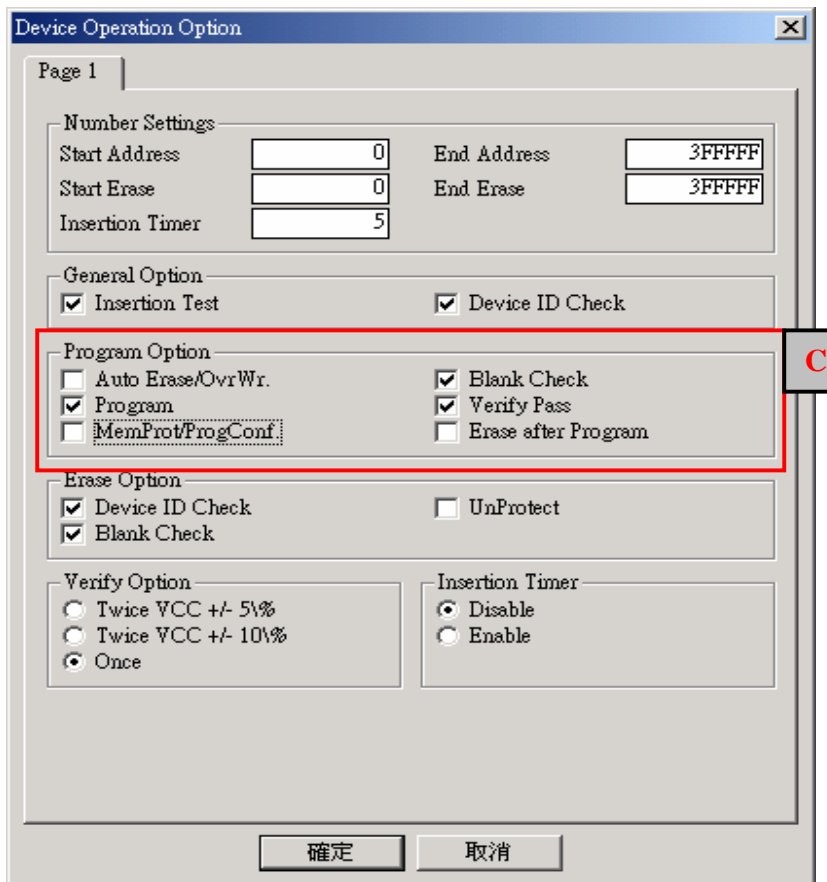 Device Operation Option
Page 1
Number Settings
Start Address 0 End Address 3FFFFF
Start Erase 0 End Erase 3FFFFF
Insertion Timer 5
General Option
Insertion Test Device ID Check
Program Option
C
Auto Erase/OvrWr. Blank Check
Program Verify Pass
MemProt/ProgConf. Erase after Program
Erase Option
Device ID Check UnProtect
Blank Check
Verify Option Insertion Timer
Twice VCC +/- 5\% Disable
Twice VCC +/- 10\% Enable
Once
確定 取消